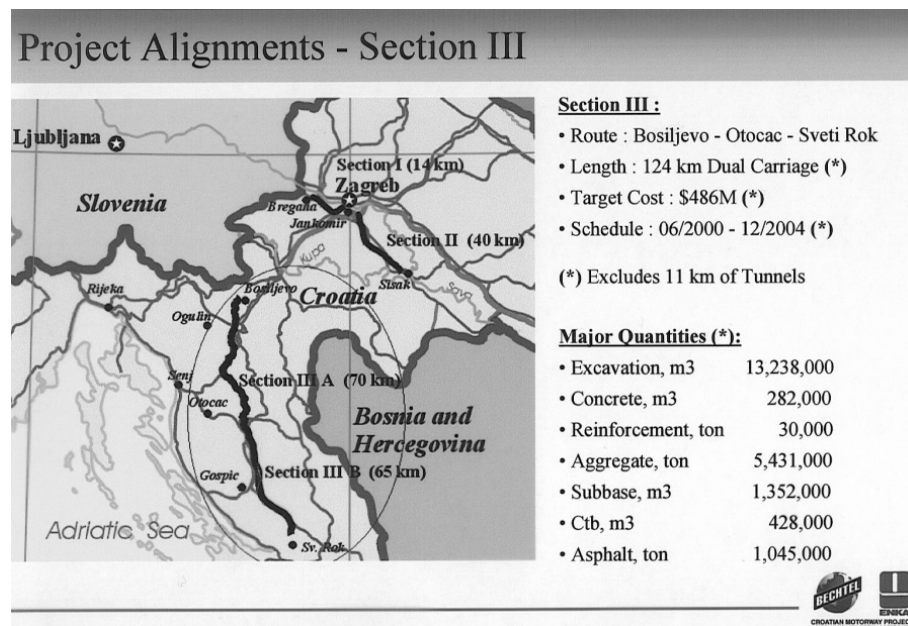 Project Alignments - Section III
Ljubljana
Slovenia
Section I (14 km)
Zagreb
Bregana
Jankomir
Section II (40 km)
Kupa
Sisak
Sava
Rijeka
Bosiljevo
Croatia
Ogulin
Senj
Section III A (70 km)
Otocac
Bosnia and
Hercegovina
Gospic
Section III B (65 km)
Adriatic Sea
Sv. Rok
Section III :
• Route : Bosiljevo - Otocac - Sveti Rok
• Length : 124 km Dual Carriage (*)
• Target Cost : $486M (*)
• Schedule : 06/2000 - 12/2004 (*)
(*) Excludes 11 km of Tunnels
Major Quantities (*):
• Excavation, m3 13,238,000
• Concrete, m3 282,000
• Reinforcement, ton 30,000
• Aggregate, ton 5,431,000
• Subbase, m3 1,352,000
• Ctb, m3 428,000
• Asphalt, ton 1,045,000
BECHTEL
ENKA
CROATIAN MOTORWAY PROJEC